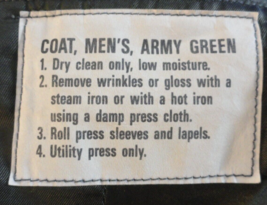 COAT, MEN'S, ARMY GREEN
1. Dry clean only, low moisture.
2. Remove wrinkles or gloss with a
steam iron or with a hot iron
using a damp press cloth.
3. Roll press sleeves and lapels.
4. Utility press only.